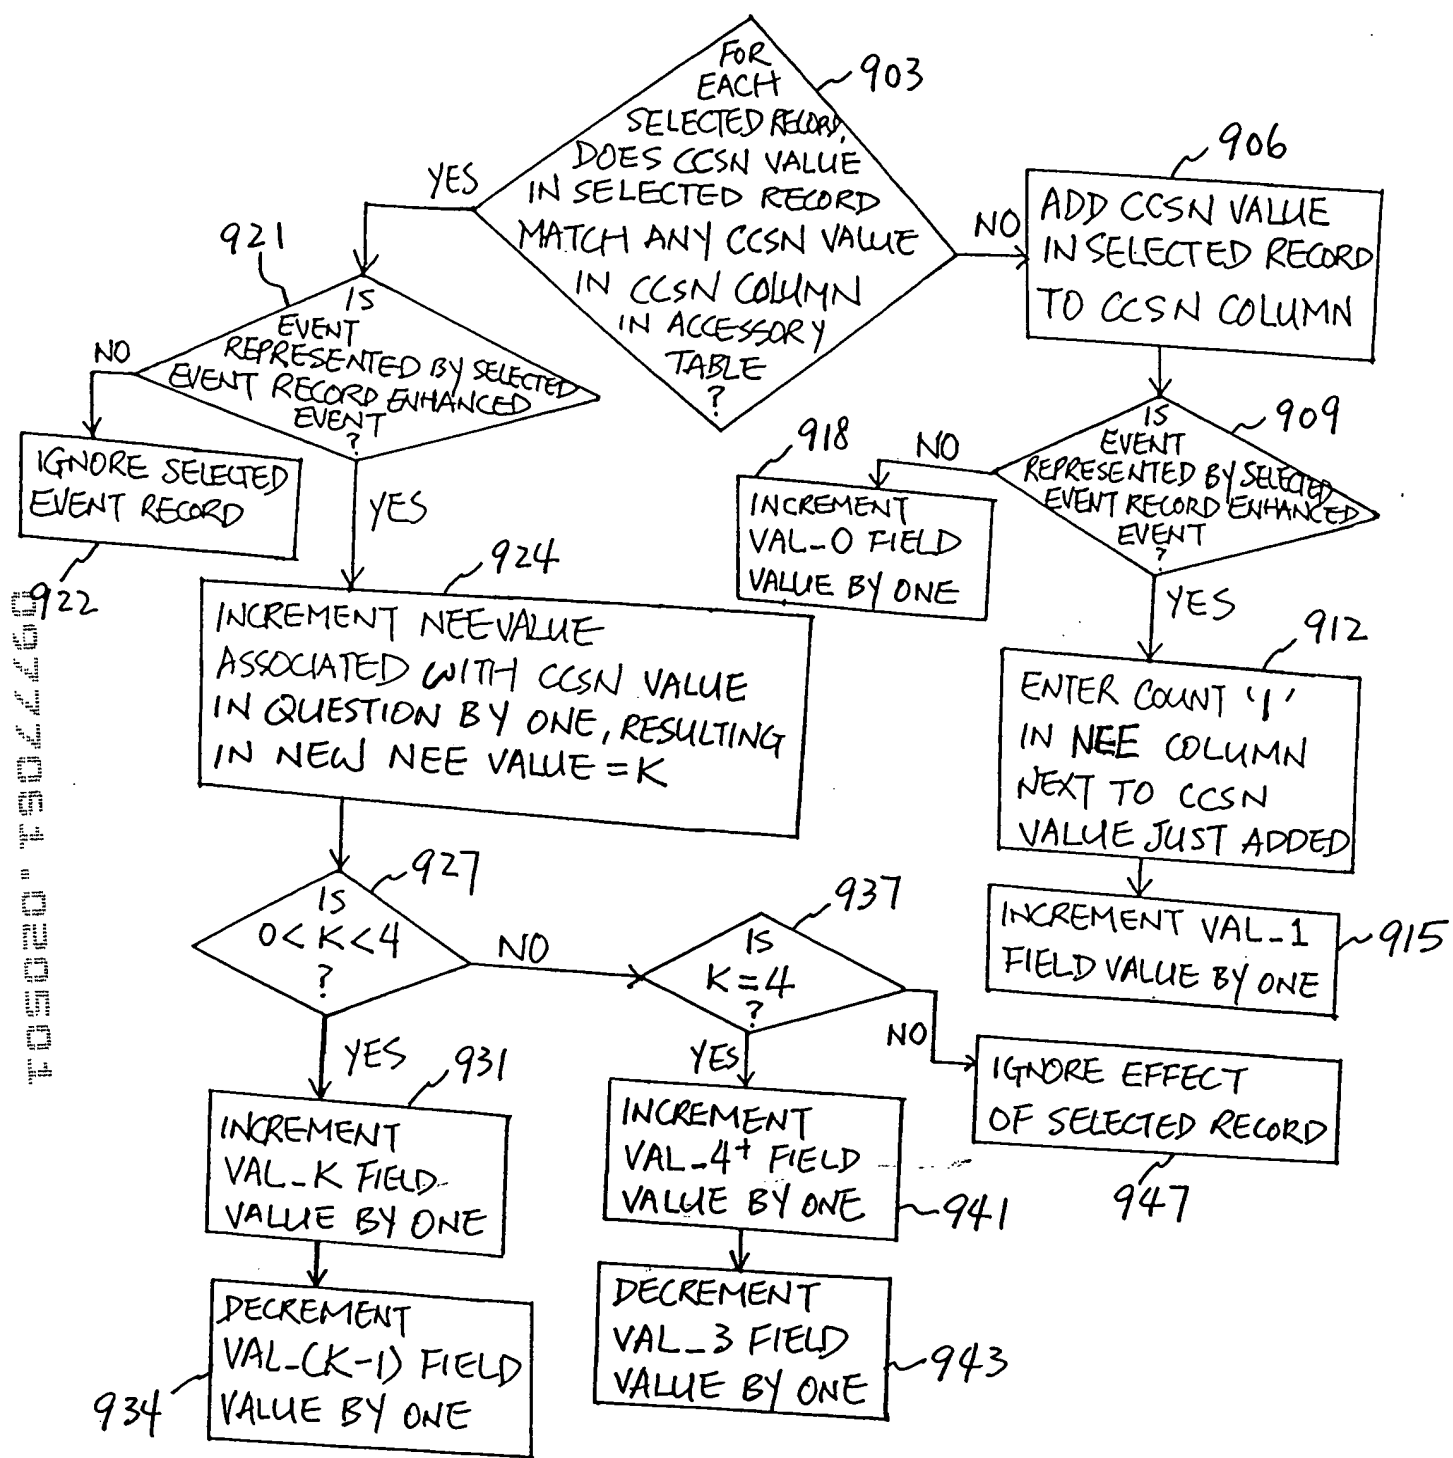 FOR
EACH
SELECTED RECORD,
DOES CCSN VALUE
IN SELECTED RECORD
MATCH ANY CCSN VALUE
IN CCSN COLUMN
IN ACCESSORY
TABLE
?
903
YES
NO
906
ADD CCSN VALUE
IN SELECTED RECORD
TO CCSN COLUMN
921
IS
EVENT
REPRESENTED BY SELECTED
EVENT RECORD ENHANCED
EVENT
?
NO
YES
IGNORE SELECTED
EVENT RECORD
922
909
IS
EVENT
REPRESENTED BY SELECTED
EVENT RECORD ENHANCED
EVENT
?
NO
YES
918
INCREMENT
VAL_0 FIELD
VALUE BY ONE
912
ENTER COUNT '1'
IN NEE COLUMN
NEXT TO CCSN
VALUE JUST ADDED
INCREMENT VAL_1
FIELD VALUE BY ONE
915
924
INCREMENT NEE VALUE
ASSOCIATED WITH CCSN VALUE
IN QUESTION BY ONE, RESULTING
IN NEW NEE VALUE = K
927
IS
0 < K < 4
?
NO
YES
937
IS
K = 4
?
YES
NO
931
INCREMENT
VAL_K FIELD
VALUE BY ONE
DECREMENT
VAL_(K-1) FIELD
VALUE BY ONE
934
INCREMENT
VAL_4+ FIELD
VALUE BY ONE
941
DECREMENT
VAL_3 FIELD
VALUE BY ONE
943
IGNORE EFFECT
OF SELECTED RECORD
947
09777061.020501